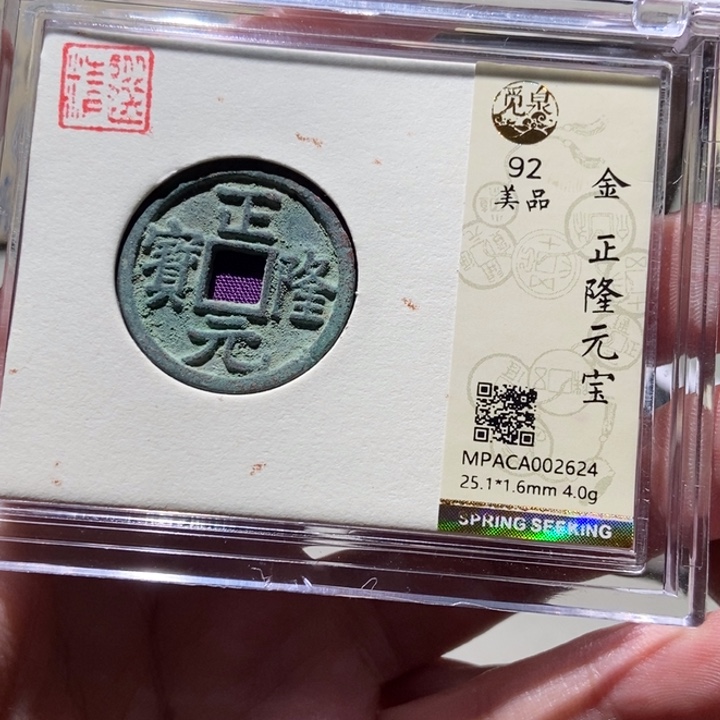 正隆元寶
觅泉
92
美品
金 正隆元宝
MPACA002624
25.1*1.6mm 4.0g
SPRING SEEKING